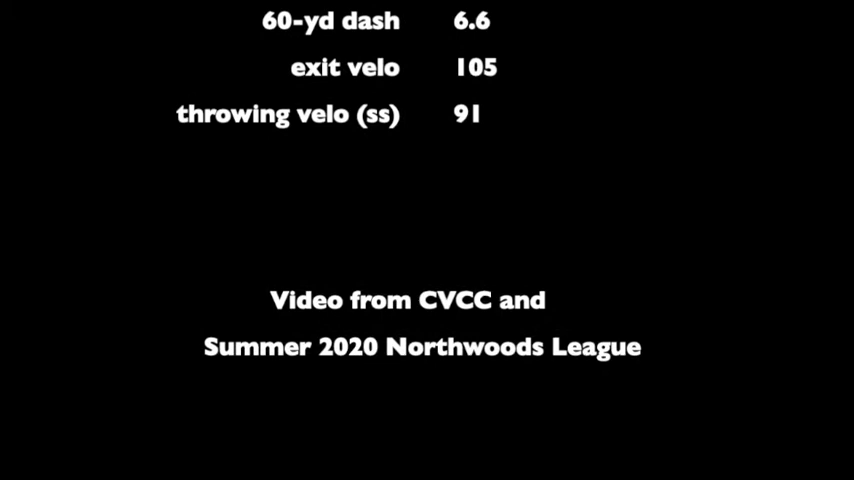 60-yd dash 6.6
exit velo 105
throwing velo (ss) 91
Video from CVCC and
Summer 2020 Northwoods League